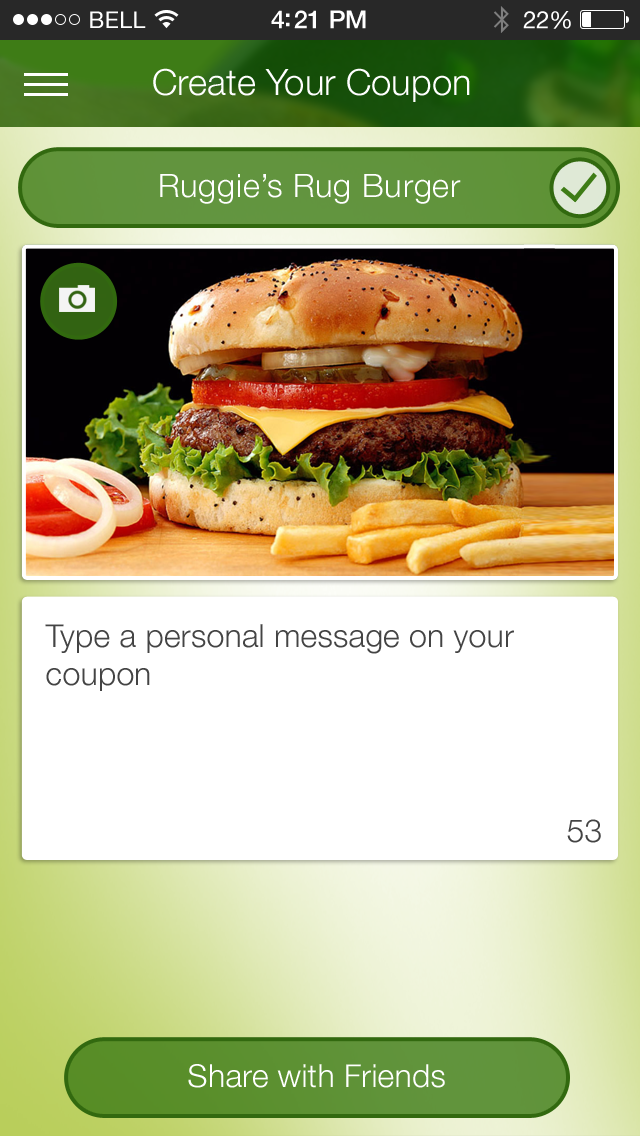 BELL 4:21 PM 22%
Create Your Coupon
Ruggie’s Rug Burger
Type a personal message on your
coupon
53
Share with Friends